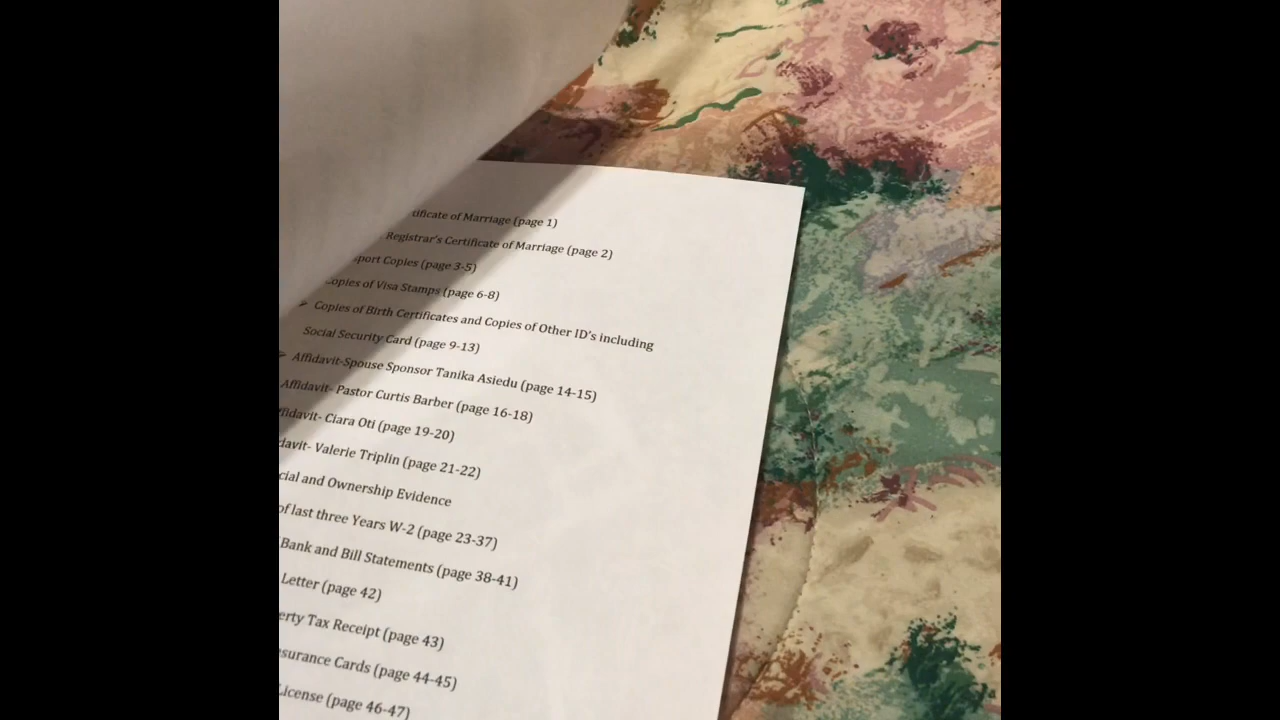 tificate of Marriage (page 1)
Registrar's Certificate of Marriage (page 2)
port Copies (page 3-5)
Copies of Visa Stamps (page 6-8)
➢ Copies of Birth Certificates and Copies of Other ID's including
Social Security Card (page 9-13)
➢ Affidavit-Spouse Sponsor Tanika Asiedu (page 14-15)
Affidavit- Pastor Curtis Barber (page 16-18)
ffidavit- Ciara Oti (page 19-20)
davit- Valerie Triplin (page 21-22)
cial and Ownership Evidence
of last three Years W-2 (page 23-37)
Bank and Bill Statements (page 38-41)
Letter (page 42)
erty Tax Receipt (page 43)
surance Cards (page 44-45)
License (page 46-47)